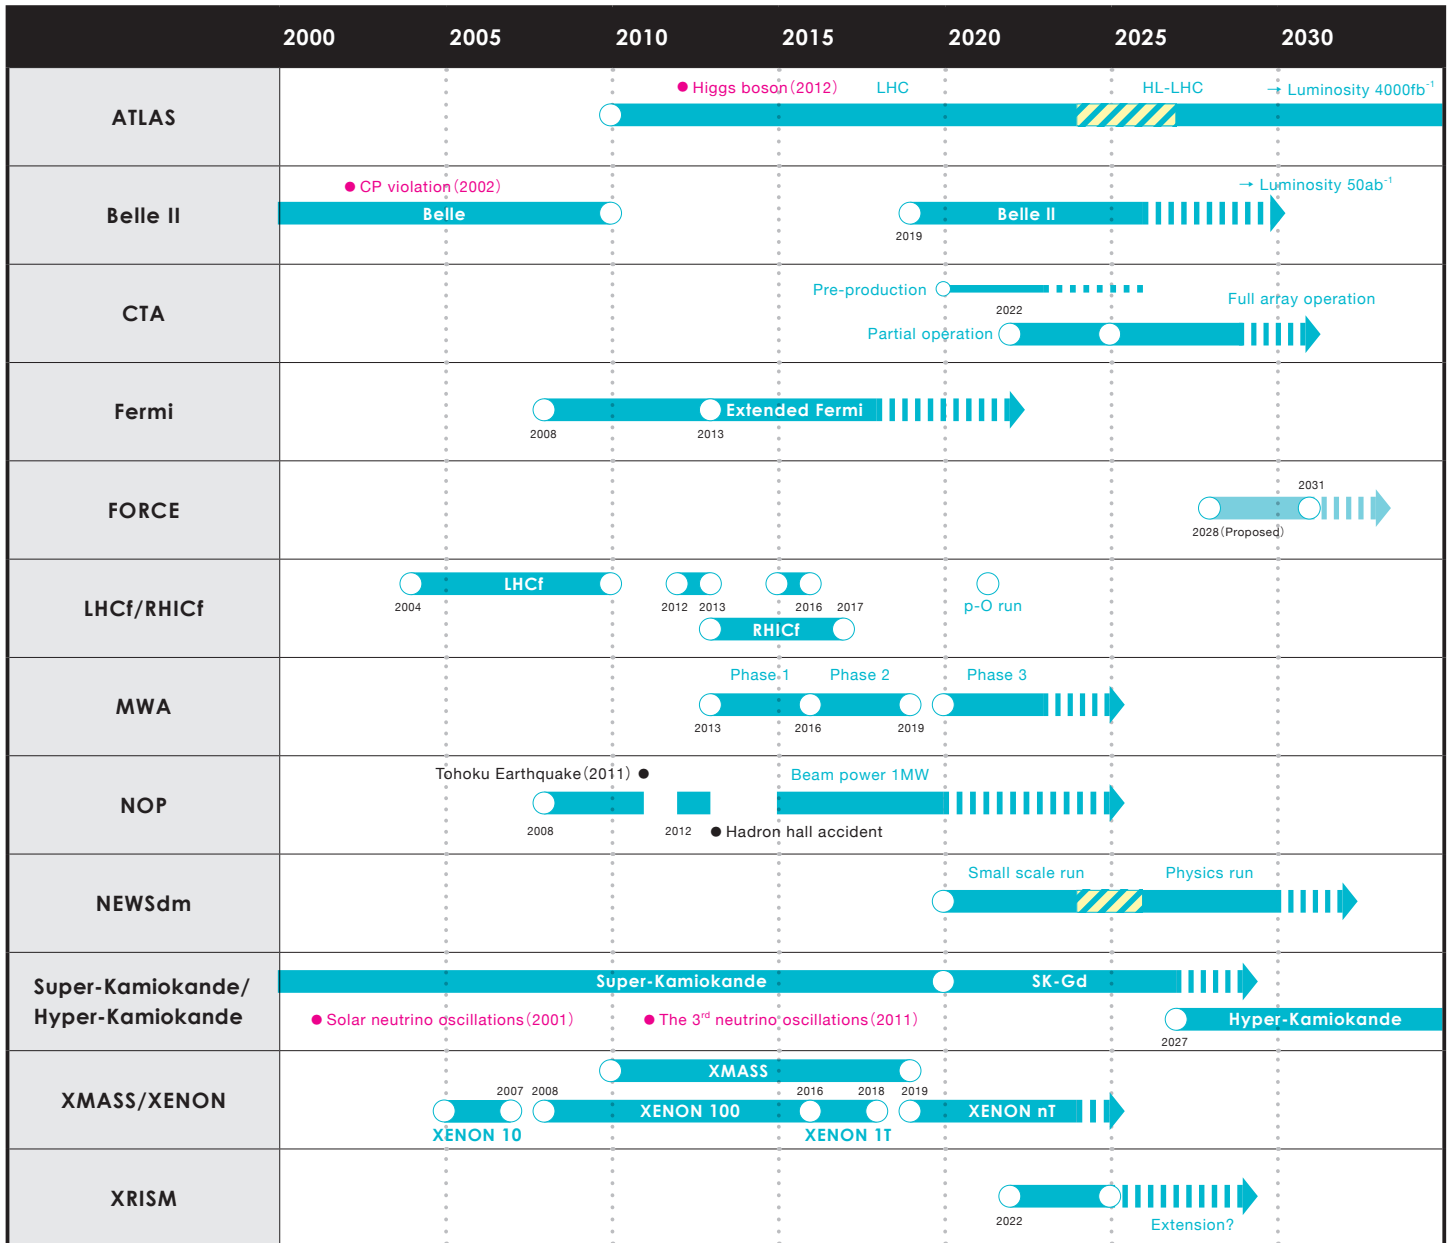 2000 2005 2010 2015 2020 2025 2030
ATLAS
Higgs boson(2012) LHC HL-LHC → Luminosity 4000fb⁻¹
Belle II
CP violation(2002) → Luminosity 50ab⁻¹
Belle Belle II
2019
CTA
Pre-production
2022 Full array operation
Partial operation
Fermi
Extended Fermi
2008 2013
FORCE
2031
2028(Proposed)
LHCf/RHICf
LHCf
2004 2012 2013 2016 2017 p-O run
RHICf
MWA
Phase 1 Phase 2 Phase 3
2013 2016 2019
NOP
Tohoku Earthquake(2011) Beam power 1MW
2008 2012 Hadron hall accident
NEWSdm
Small scale run Physics run
Super-Kamiokande/
Hyper-Kamiokande
Super-Kamiokande SK-Gd
Solar neutrino oscillations(2001) The 3rd neutrino oscillations(2011) Hyper-Kamiokande
2027
XMASS/XENON
XMASS
2007 2008 2016 2018 2019
XENON 100 XENON nT
XENON 10 XENON 1T
XRISM
2022 Extension?